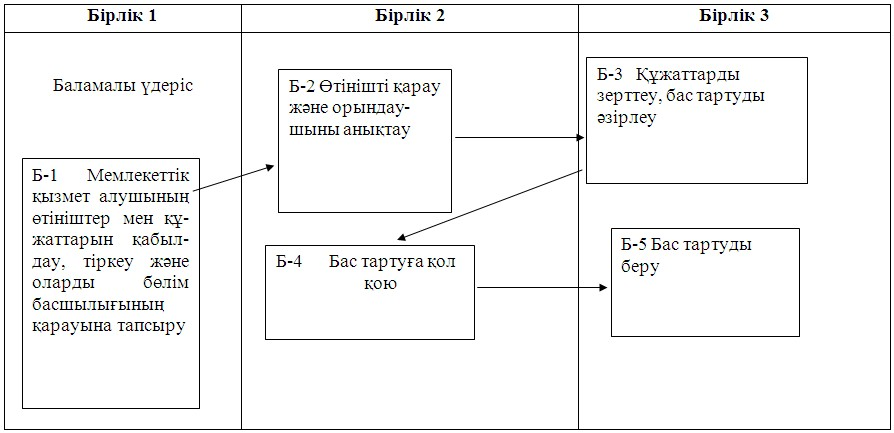 Бірлік 1
Бірлік 2
Бірлік 3
Баламалы үдеріс
Б-1 Мемлекеттік
қызмет алушының
өтініштер мен құ-
жаттарын қабыл-
дау, тіркеу және
оларды бөлім
басшылығының
қарауына тапсыру
Б-2 Өтінішті қарау
және орындау-
шыны анықтау
Б-3 Құжаттарды
зерттеу, бас тартуды
әзірлеу
Б-4 Бас тартуға қол
қою
Б-5 Бас тартуды
беру